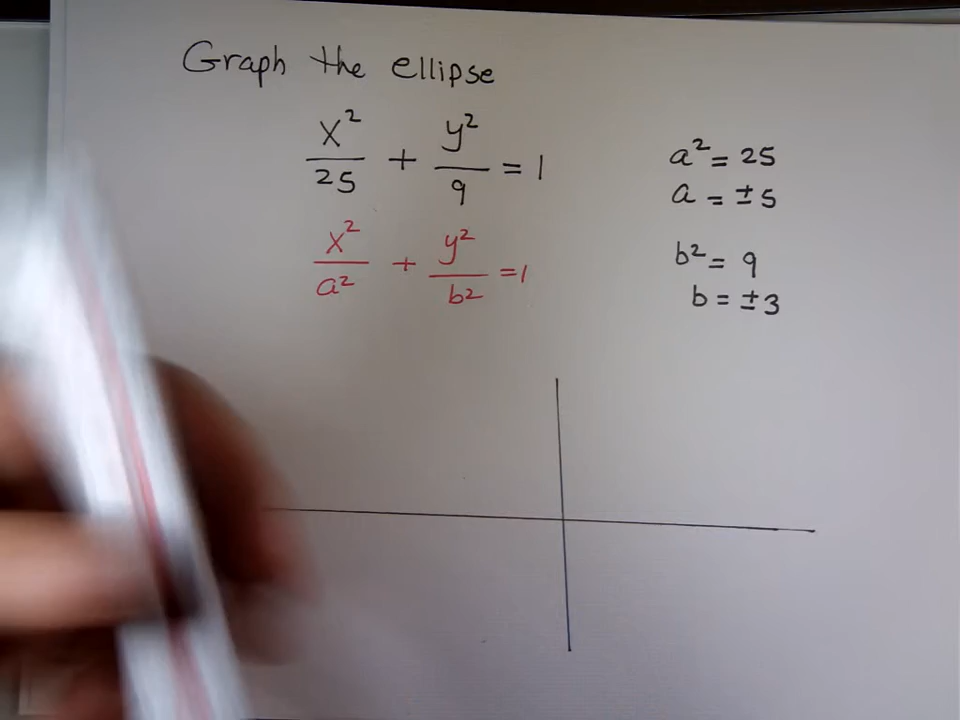 Graph the ellipse
x²/25 + y²/9 = 1
a² = 25
a = ±5
x²/a² + y²/b² = 1
b² = 9
b = ±3